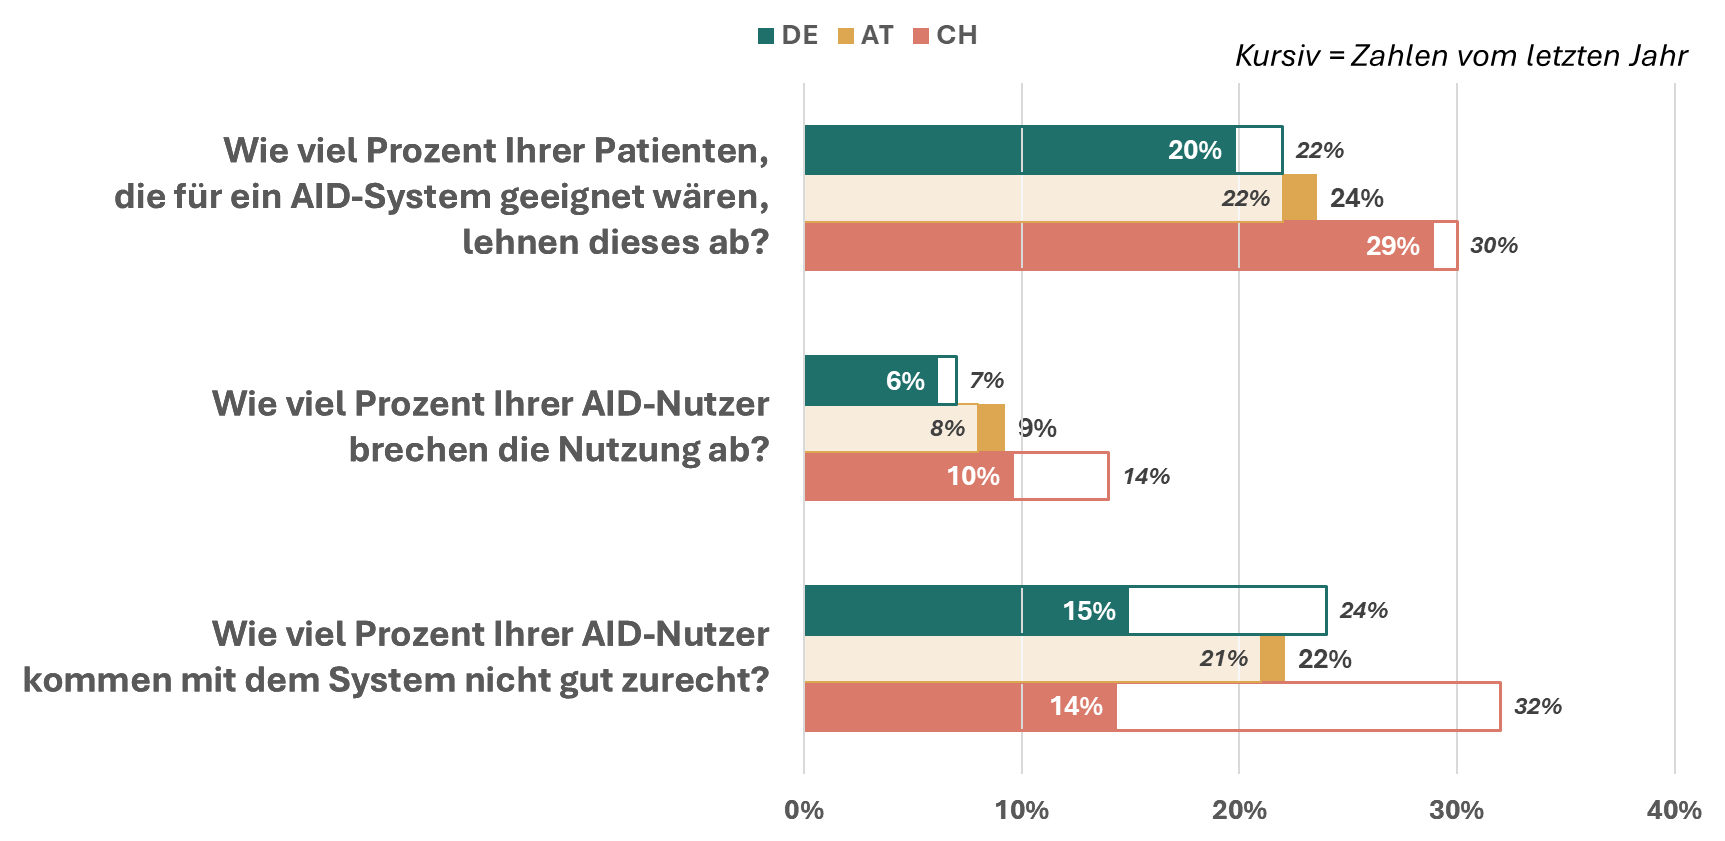 DE AT CH
Kursiv = Zahlen vom letzten Jahr
Wie viel Prozent Ihrer Patienten,
die für ein AID-System geeignet wären,
lehnen dieses ab?
20% 22%
22% 24%
29% 30%
Wie viel Prozent Ihrer AID-Nutzer
brechen die Nutzung ab?
6% 7%
8% 9%
10% 14%
Wie viel Prozent Ihrer AID-Nutzer
kommen mit dem System nicht gut zurecht?
15% 24%
21% 22%
14% 32%
0% 10% 20% 30% 40%